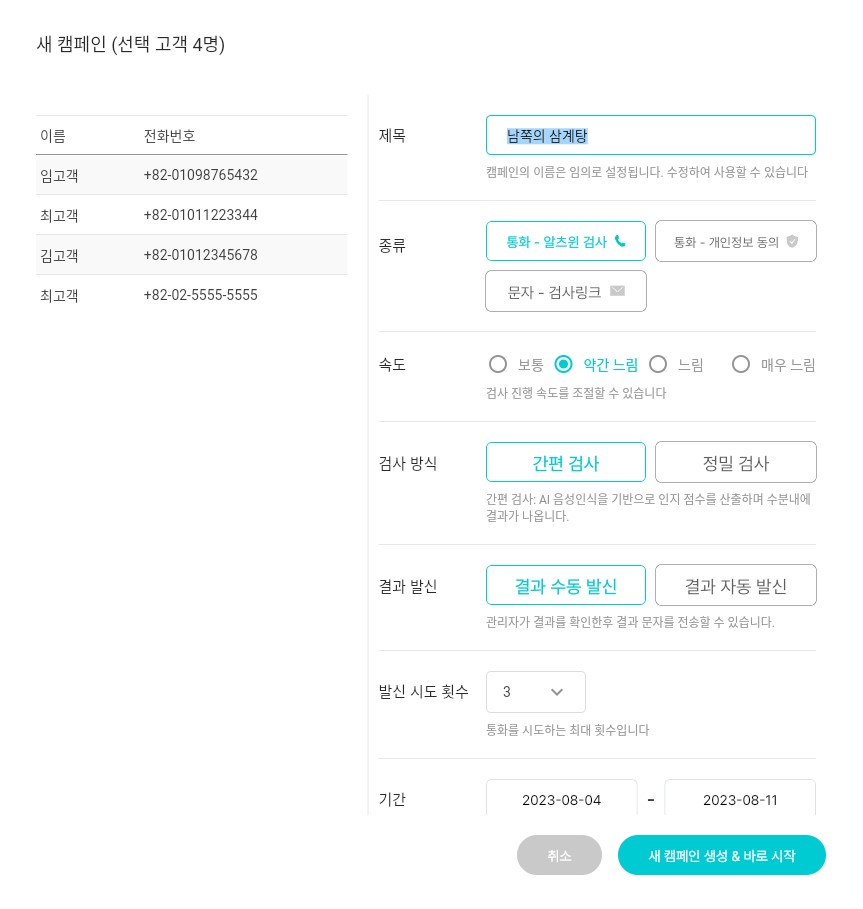 새 캠페인 (선택 고객 4명)
이름 전화번호
임고객 +82-01098765432
최고객 +82-01011223344
김고객 +82-01012345678
최고객 +82-02-5555-5555
제목 남쪽의 삼계탕
캠페인의 이름은 임의로 설정됩니다. 수정하여 사용할 수 있습니다
종류 통화 - 알츠윈 검사 통화 - 개인정보 동의
문자 - 검사링크
속도 보통 약간 느림 느림 매우 느림
검사 진행 속도를 조절할 수 있습니다
검사 방식 간편 검사 정밀 검사
간편 검사: AI 음성인식을 기반으로 인지 점수를 산출하며 수분내에
결과가 나옵니다.
결과 발신 결과 수동 발신 결과 자동 발신
관리자가 결과를 확인한후 결과 문자를 전송할 수 있습니다.
발신 시도 횟수 3
통화를 시도하는 최대 횟수입니다
기간 2023-08-04 - 2023-08-11
취소 새 캠페인 생성 & 바로 시작